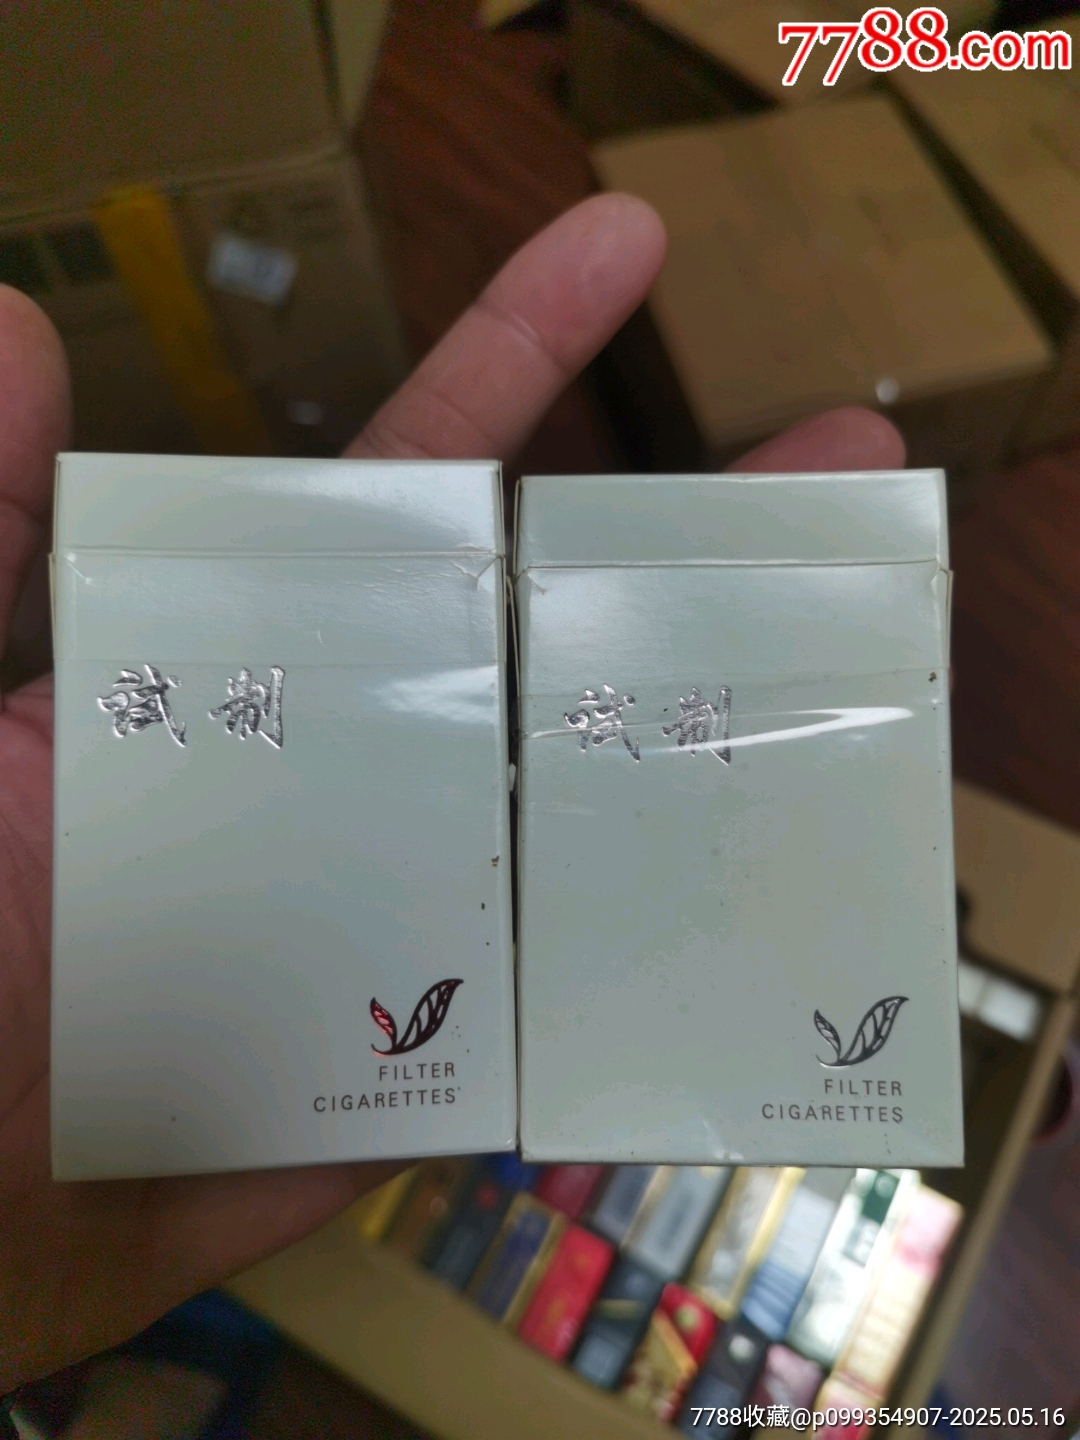 7788.com
试制
试制
FILTER
CIGARETTES
FILTER
CIGARETTES
7788收藏@p099354907-2025.05.16